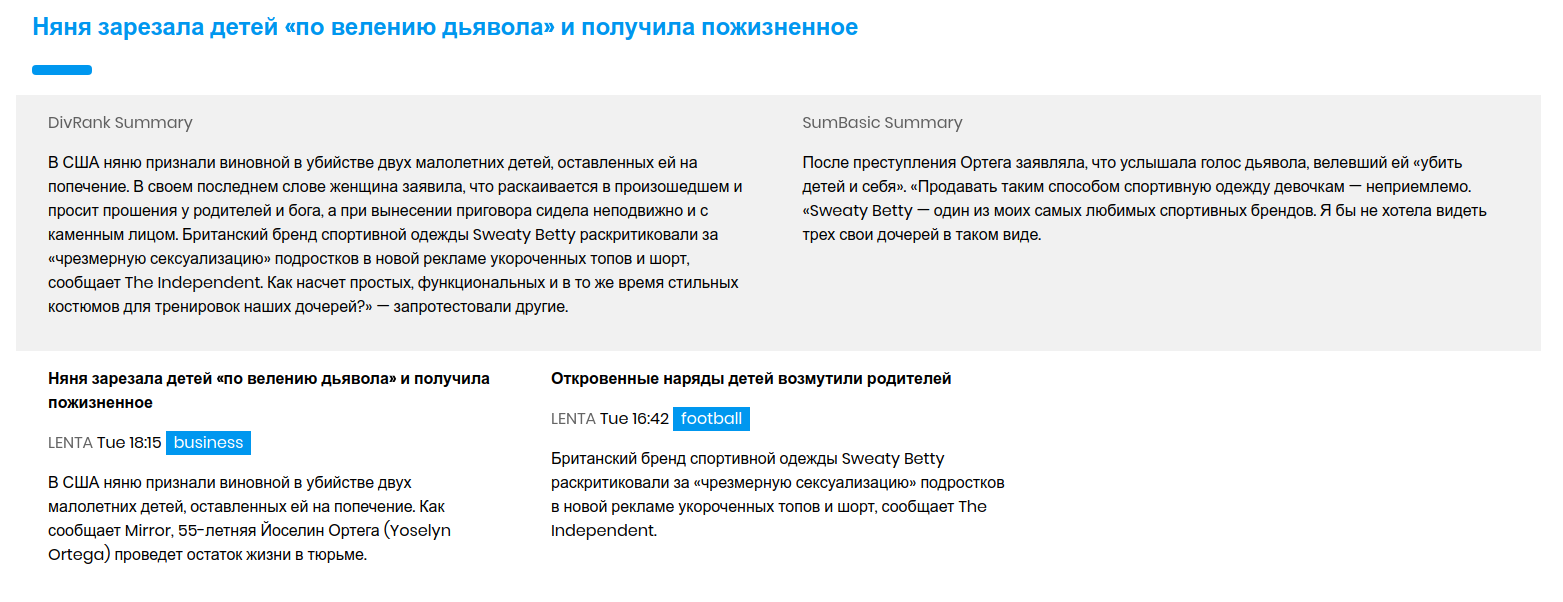 Няня зарезала детей «по велению дьявола» и получила пожизненное
DivRank Summary
В США няню признали виновной в убийстве двух малолетних детей, оставленных ей на
попечение. В своем последнем слове женщина заявила, что раскаивается в произошедшем и
просит прошения у родителей и бога, а при вынесении приговора сидела неподвижно и с
каменным лицом. Британский бренд спортивной одежды Sweaty Betty раскритиковали за
«чрезмерную сексуализацию» подростков в новой рекламе укороченных топов и шорт,
сообщает The Independent. Как насчет простых, функциональных и в то же время стильных
костюмов для тренировок наших дочерей?» — запротестовали другие.
SumBasic Summary
После преступления Ортега заявляла, что услышала голос дьявола, велевший ей «убить
детей и себя». «Продавать таким способом спортивную одежду девочкам — неприемлемо.
«Sweaty Betty — один из моих самых любимых спортивных брендов. Я бы не хотела видеть
трех свои дочерей в таком виде.
Няня зарезала детей «по велению дьявола» и получила
пожизненное
LENTA Tue 18:15 business
В США няню признали виновной в убийстве двух
малолетних детей, оставленных ей на попечение. Как
сообщает Mirror, 55-летняя Йоселин Ортега (Yoselyn
Ortega) проведет остаток жизни в тюрьме.
Откровенные наряды детей возмутили родителей
LENTA Tue 16:42 football
Британский бренд спортивной одежды Sweaty Betty
раскритиковали за «чрезмерную сексуализацию» подростков
в новой рекламе укороченных топов и шорт, сообщает The
Independent.